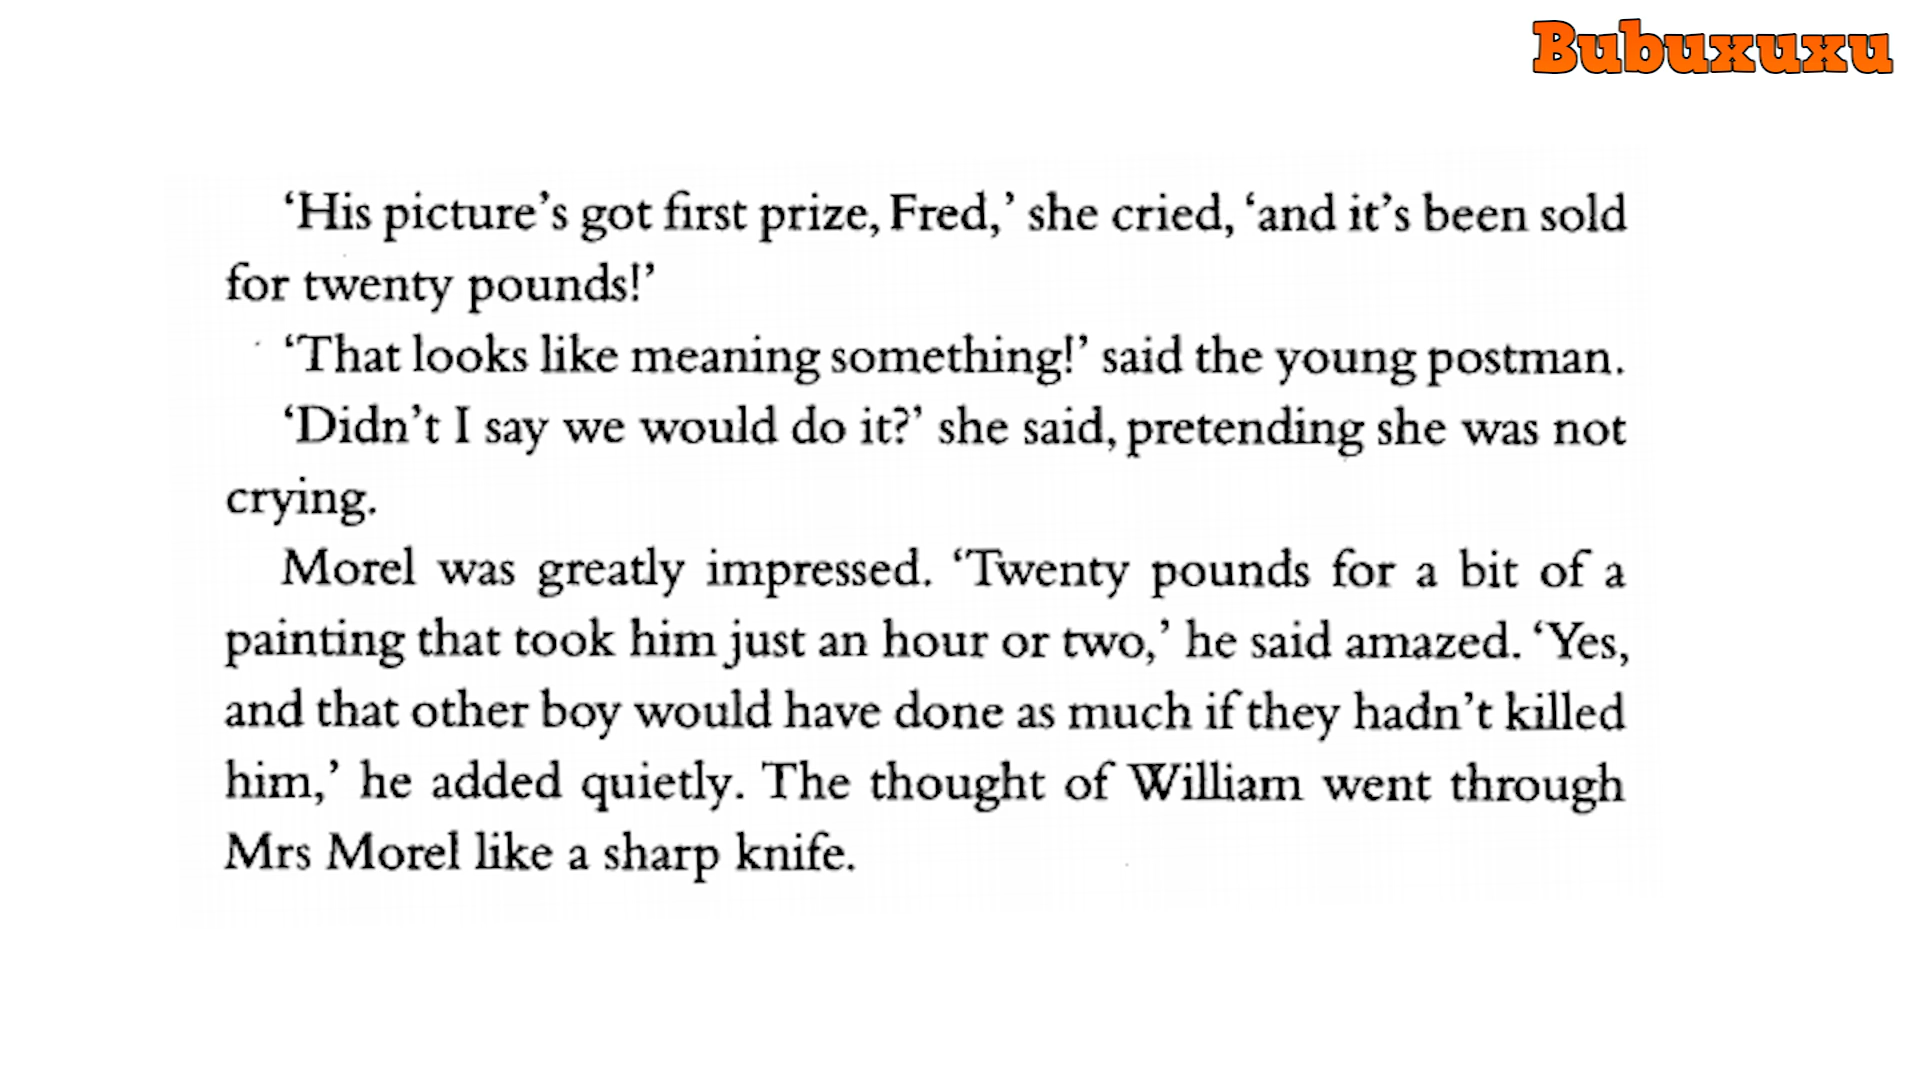 Bubuxuxu
‘His picture’s got first prize, Fred,’ she cried, ‘and it’s been sold
for twenty pounds!’
‘That looks like meaning something!’ said the young postman.
‘Didn’t I say we would do it?’ she said, pretending she was not
crying.
Morel was greatly impressed. ‘Twenty pounds for a bit of a
painting that took him just an hour or two,’ he said amazed. ‘Yes,
and that other boy would have done as much if they hadn’t killed
him,’ he added quietly. The thought of William went through
Mrs Morel like a sharp knife.